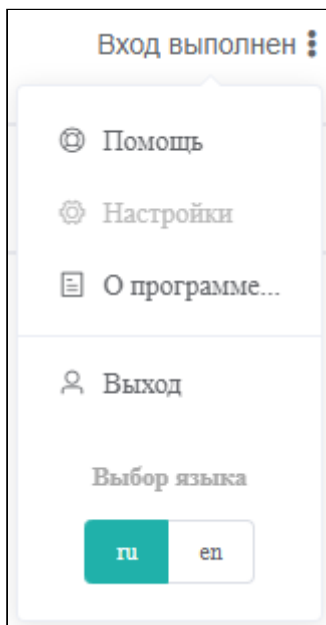 Вход выполнен
Помощь
Настройки
О программе...
Выход
Выбор языка
ru en